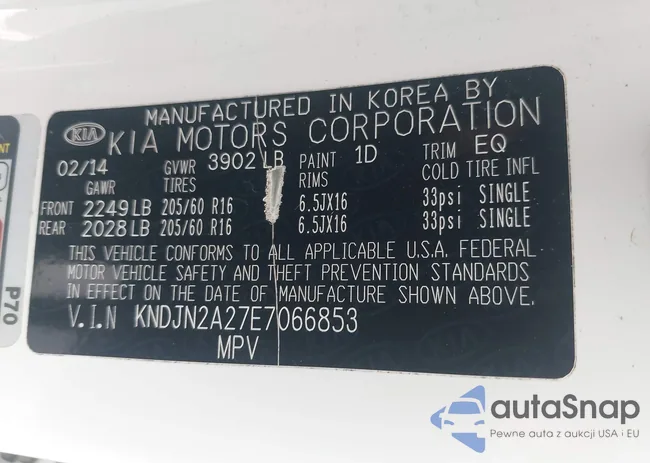 MANUFACTURED IN KOREA BY
KIA KIA MOTORS CORPORATION
02/14 GVWR 3902 LB PAINT 1D TRIM EQ
GAWR TIRES RIMS COLD TIRE INFL
FRONT 2249 LB 205/60 R16 6.5JX16 33psi SINGLE
REAR 2028 LB 205/60 R16 6.5JX16 33psi SINGLE
THIS VEHICLE CONFORMS TO ALL APPLICABLE U.S.A. FEDERAL
MOTOR VEHICLE SAFETY AND THEFT PREVENTION STANDARDS
IN EFFECT ON THE DATE OF MANUFACTURE SHOWN ABOVE.
V.I.N KNDJN2A27E7066853
MPV
P70
autoSnap
Pewne auta z aukcji USA i EU